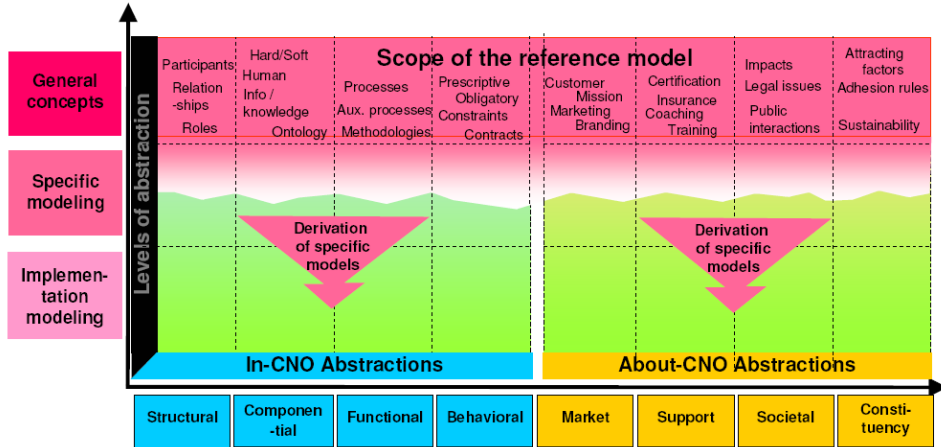 Scope of the reference model
General
concepts
Participants
Relation
-ships
Roles
Hard/Soft
Human
Info /
knowledge
Ontology
Processes
Aux. processes
Methodologies
Prescriptive
Obligatory
Constraints
Contracts
Customer
Mission
Marketing
Branding
Certification
Insurance
Coaching
Training
Impacts
Legal issues
Public
interactions
Attracting
factors
Adhesion rules
Sustainability
Specific
modeling
Implemen-
tation
modeling
Levels of abstraction
Derivation
of specific
models
Derivation
of specific
models
In-CNO Abstractions
About-CNO Abstractions
Structural
Componen
-tial
Functional
Behavioral
Market
Support
Societal
Consti-
tuency